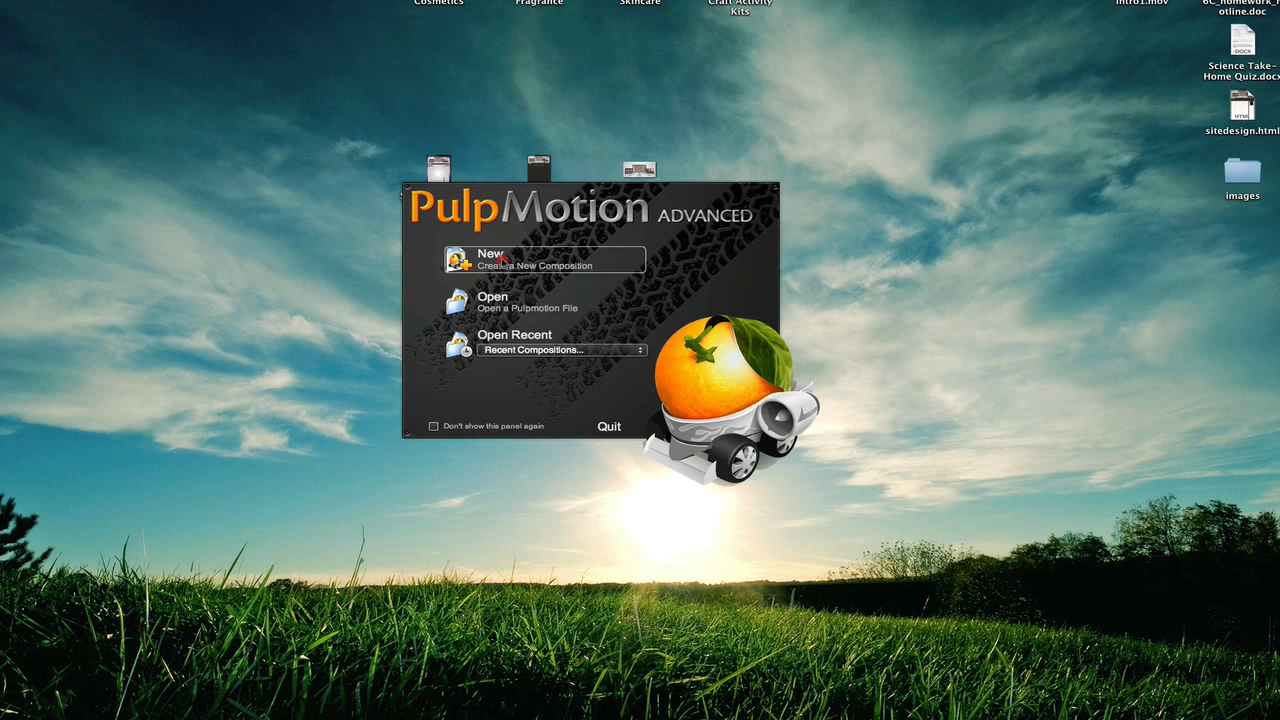 Cosmetics
Fragrance
Skincare
Craft Activity
Kits
intro1.mov
otline.doc
DOCX
Science Take-
Home Quiz.docx
HTML
sitedesign.html
images
PulpMotion ADVANCED
New
Create a New Composition
Open
Open a Pulpmotion File
Open Recent
Recent Compositions...
Don't show this panel again
Quit